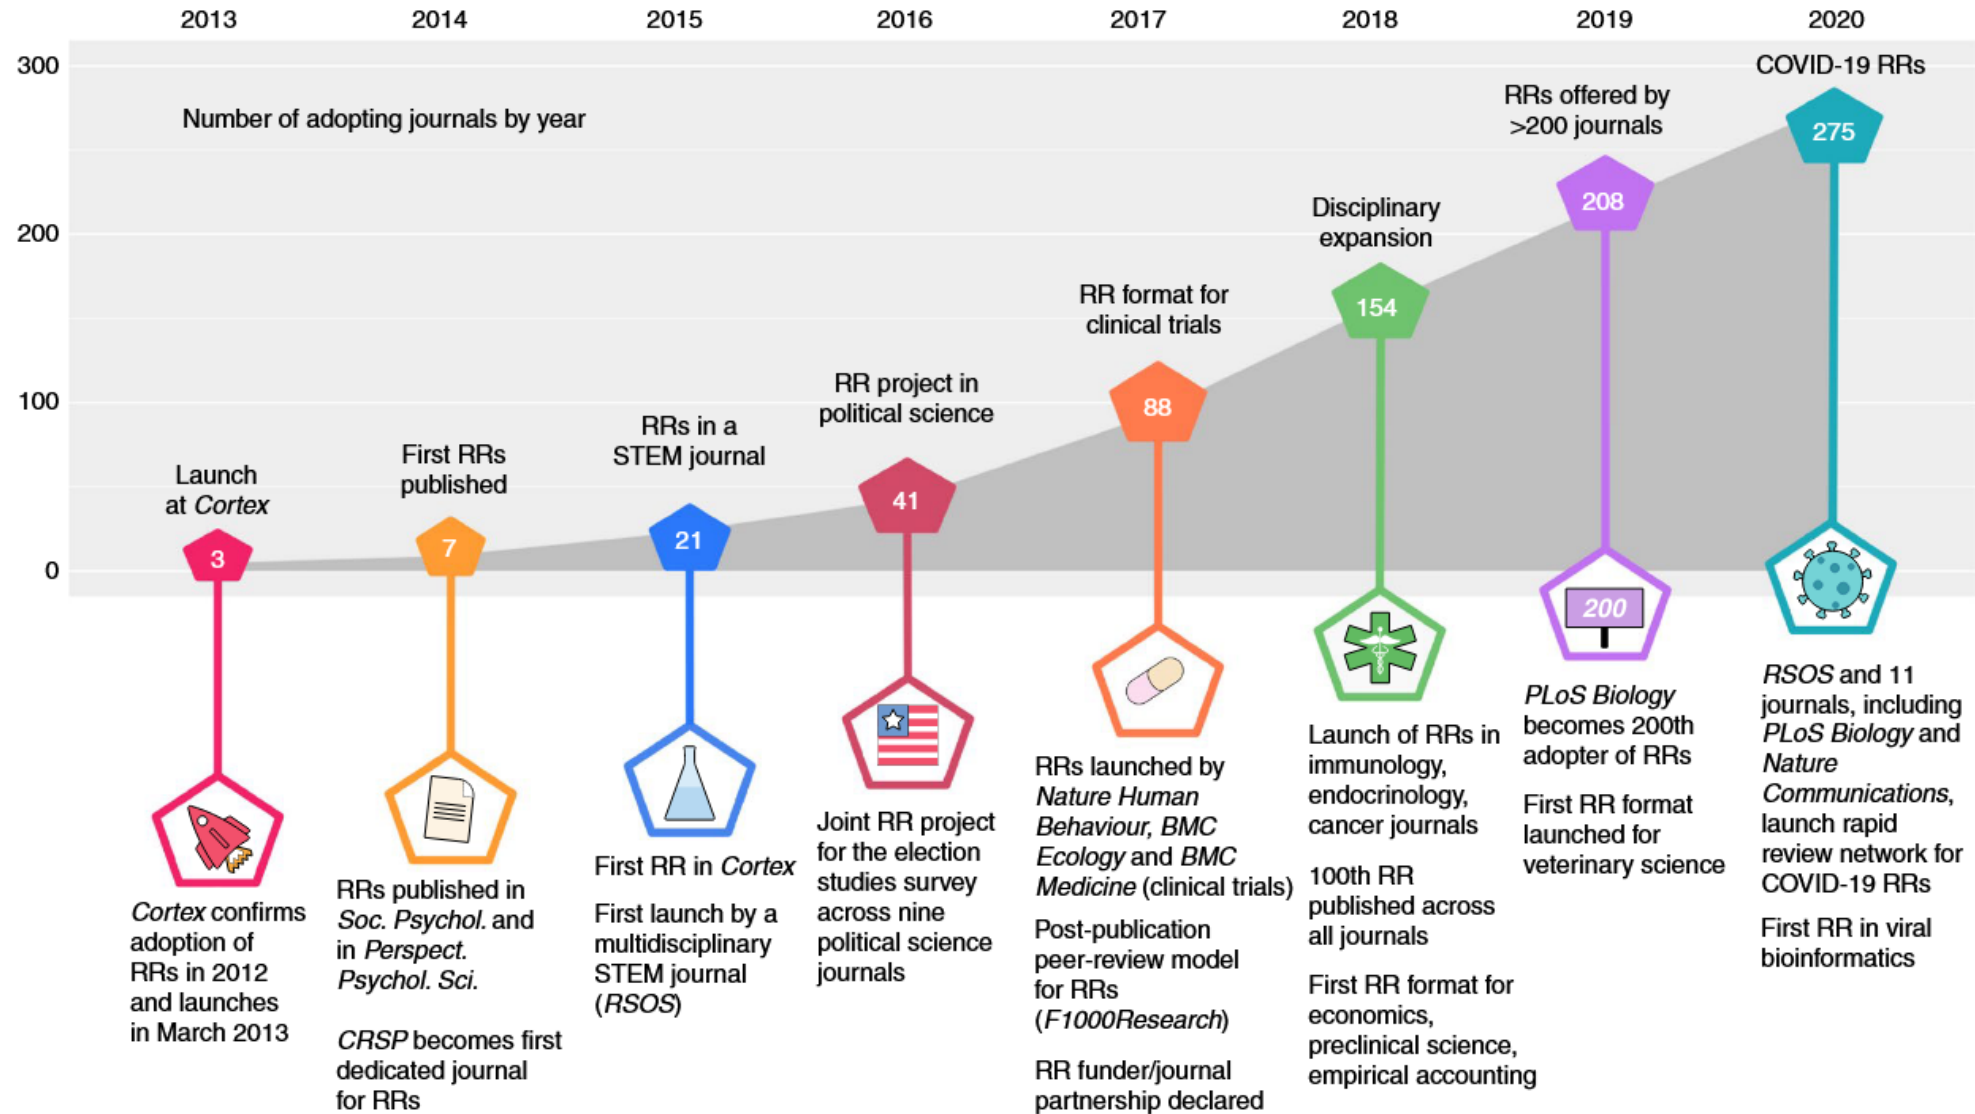 2013
2014
2015
2016
2017
2018
2019
2020
300
200
100
0
Number of adopting journals by year
Launch
at Cortex
3
Cortex confirms
adoption of
RRs in 2012
and launches
in March 2013
First RRs
published
7
RRs published in
Soc. Psychol. and
in Perspect.
Psychol. Sci.
CRSP becomes first
dedicated journal
for RRs
RRs in a
STEM journal
21
First RR in Cortex
First launch by a
multidisciplinary
STEM journal
(RSOS)
RR project in
political science
41
Joint RR project
for the election
studies survey
across nine
political science
journals
RR format for
clinical trials
88
RRs launched by
Nature Human
Behaviour, BMC
Ecology and BMC
Medicine (clinical trials)
Post-publication
peer-review model
for RRs
(F1000Research)
RR funder/journal
partnership declared
Disciplinary
expansion
154
Launch of RRs in
immunology,
endocrinology,
cancer journals
100th RR
published across
all journals
First RR format for
economics,
preclinical science,
empirical accounting
RRs offered by
>200 journals
208
200
PLoS Biology
becomes 200th
adopter of RRs
First RR format
launched for
veterinary science
COVID-19 RRs
275
RSOS and 11
journals, including
PLoS Biology and
Nature
Communications,
launch rapid
review network for
COVID-19 RRs
First RR in viral
bioinformatics